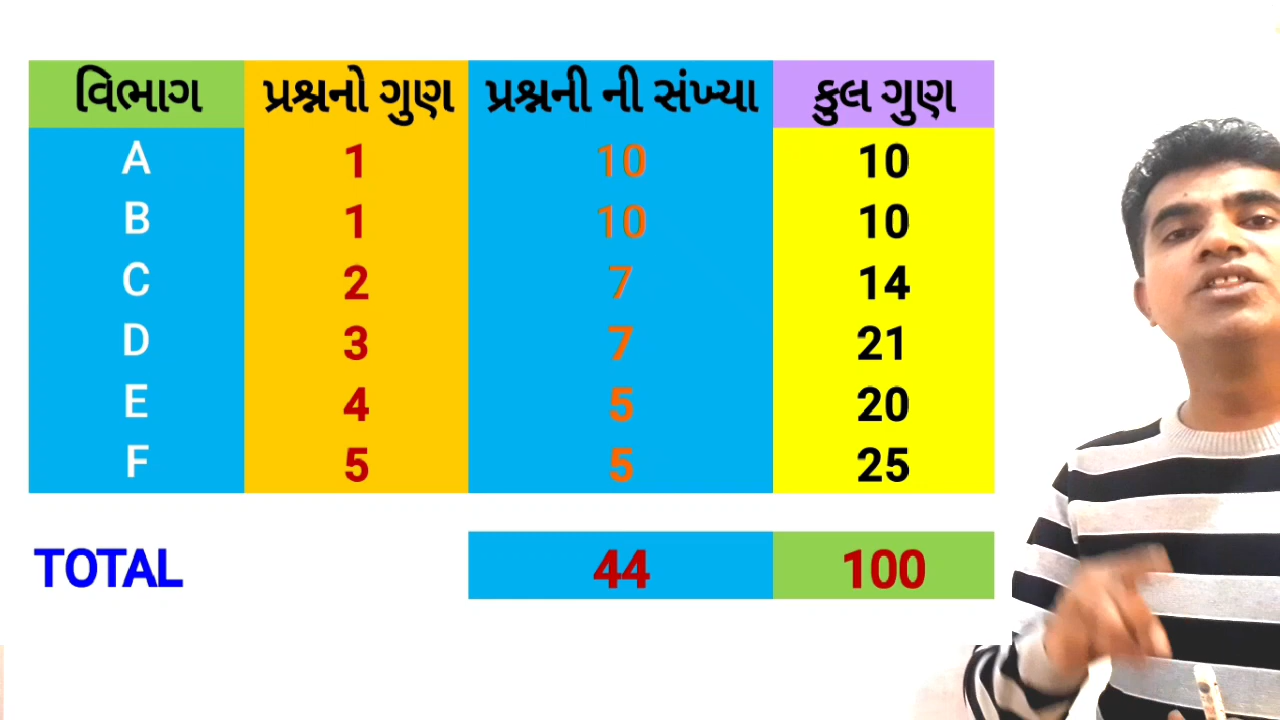 વિભાગ પ્રશ્નનો ગુણ પ્રશ્નની ની સંખ્યા કુલ ગુણ
A 1 10 10
B 1 10 10
C 2 7 14
D 3 7 21
E 4 5 20
F 5 5 25
TOTAL 44 100